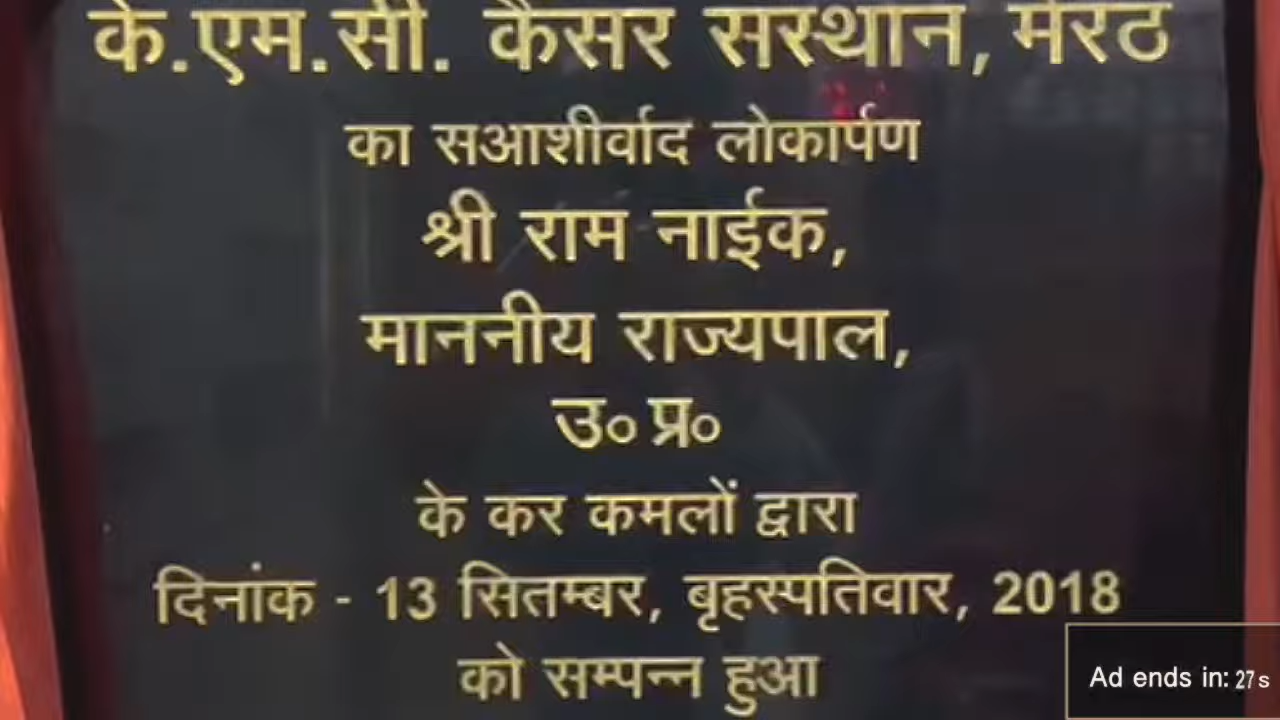 के.एम.सी. कैंसर संस्थान, मेरठ
का सआशीर्वाद लोकार्पण
श्री राम नाईक,
माननीय राज्यपाल,
उ० प्र०
के कर कमलों द्वारा
दिनांक - 13 सितम्बर, बृहस्पतिवार, 2018
को सम्पन्न हुआ
Ad ends in: 27s